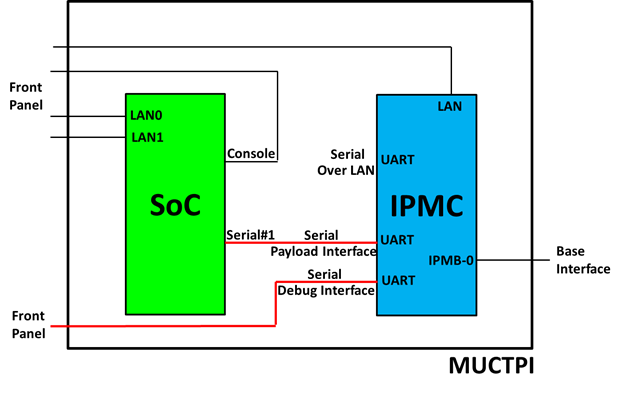 Front
Panel
LAN0
LAN1
Console
SoC
Serial#1
LAN
Serial
Over LAN
UART
IPMC
Serial
Payload Interface
UART
IPMB-0
Base
Interface
Serial
Debug Interface
UART
Front
Panel
MUCTPI